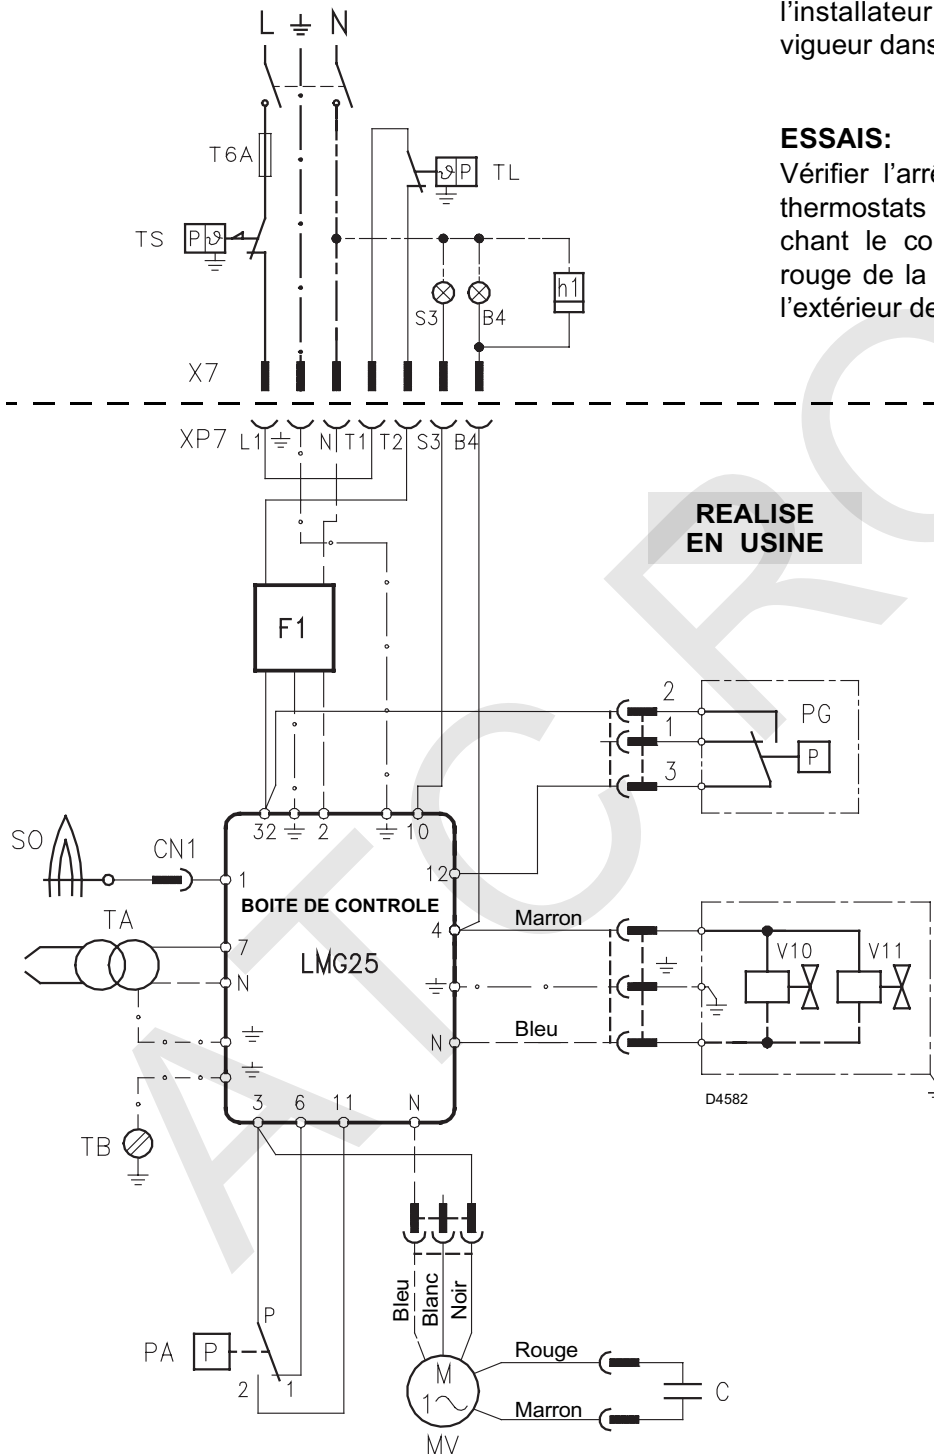 l'installateur
vigueur dans
ESSAIS:
Vérifier l'arrê
thermostats
chant le co
rouge de la
l'extérieur de
L N
T6A
P TL
TS P
h1
S3 B4
X7
XP7 L1 N T1 T2 S3 B4
REALISE
EN USINE
F1
2
1
3
PG
P
32 2 10
SO
CN1
1
12
BOITE DE CONTROLE
LMG25
TA
7
N
4
N
Marron
Bleu
V10 V11
D4582
3 6 11 N
TB
Bleu
Blanc
Noir
P
PA P
2 1
M
1
MV
Rouge
Marron
C
ATC RO